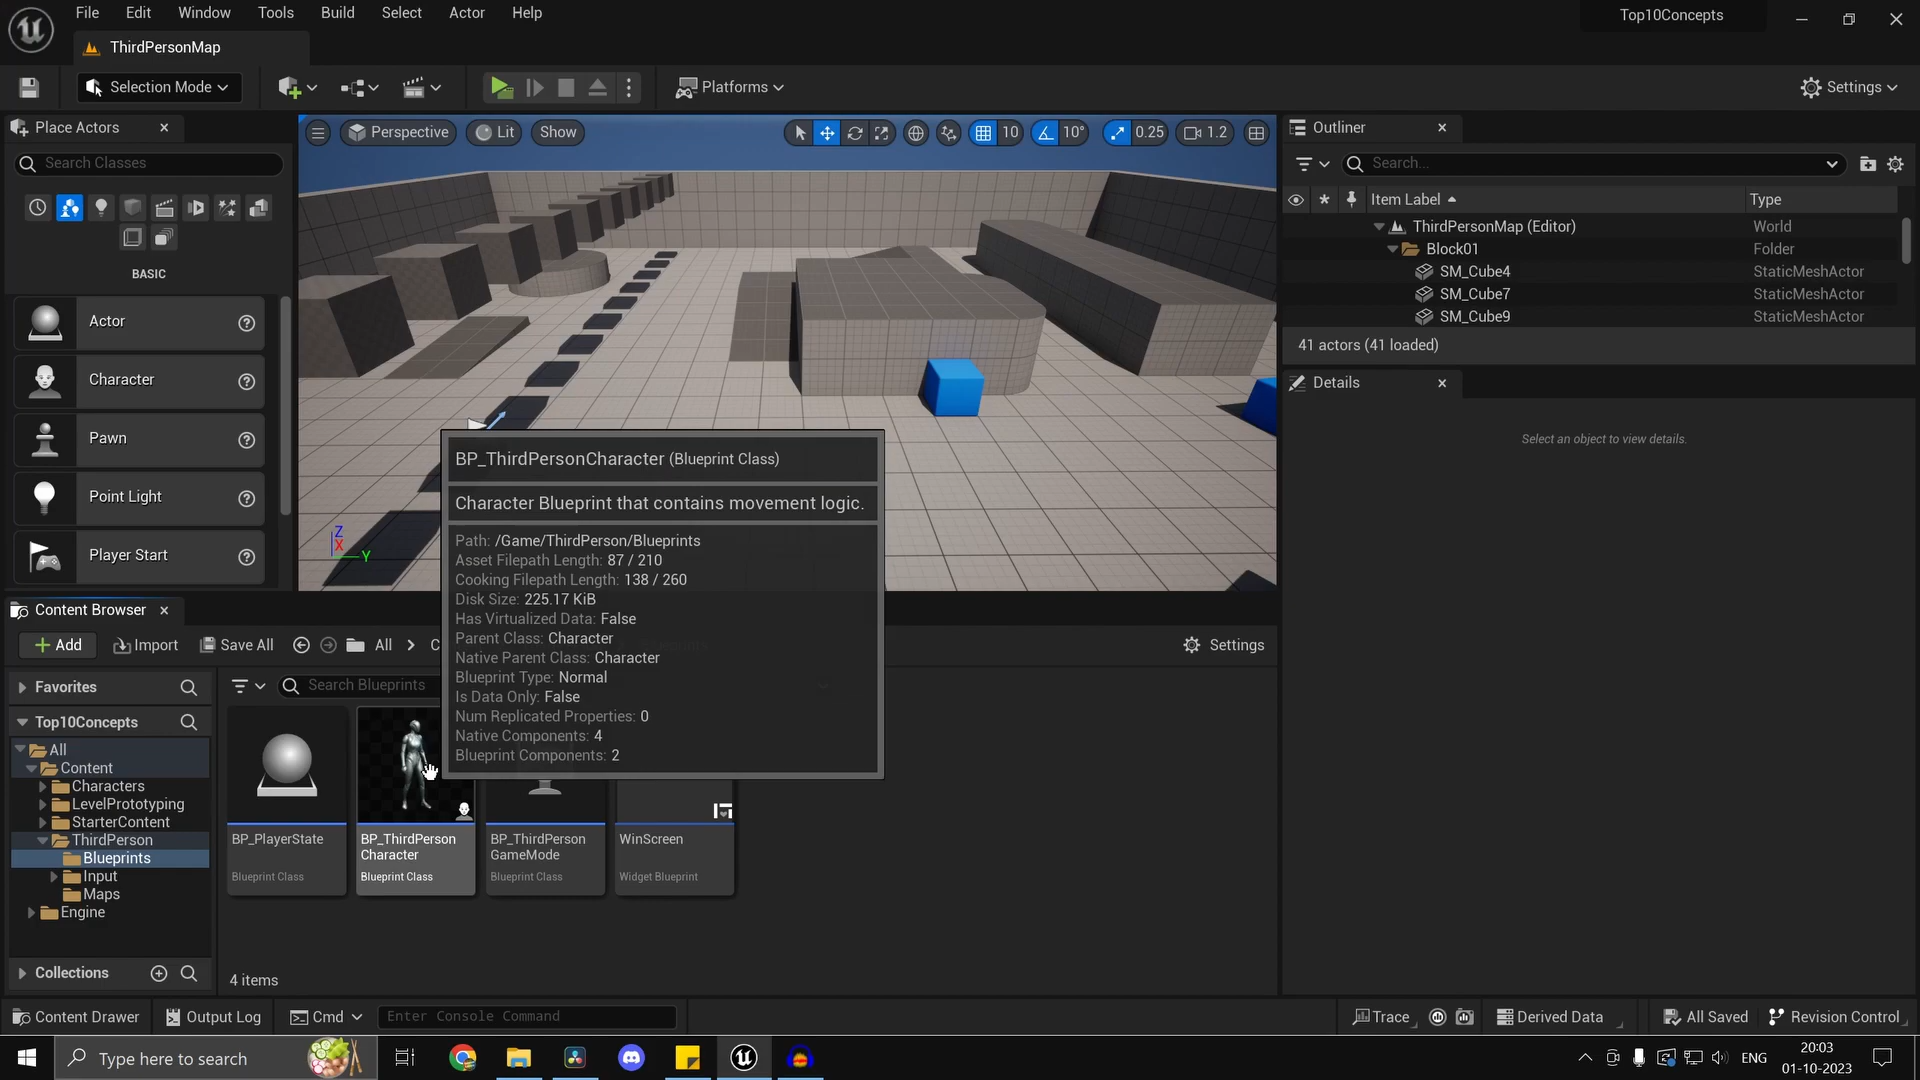 File Edit Window Tools Build Select Actor Help
Top10Concepts
ThirdPersonMap
Selection Mode
Platforms
Settings
Place Actors
Search Classes
BASIC
Actor
Character
Pawn
Point Light
Player Start
Perspective
Lit
Show
10
10°
0.25
1.2
Z
X
Y
Outliner
Search...
Item Label Type
ThirdPersonMap (Editor) World
Block01 Folder
SM_Cube4 StaticMeshActor
SM_Cube7 StaticMeshActor
SM_Cube9 StaticMeshActor
41 actors (41 loaded)
Details
Select an object to view details.
BP_ThirdPersonCharacter (Blueprint Class)
Character Blueprint that contains movement logic.
Path: /Game/ThirdPerson/Blueprints
Asset Filepath Length: 87 / 210
Cooking Filepath Length: 138 / 260
Disk Size: 225.17 KiB
Has Virtualized Data: False
Parent Class: Character
Native Parent Class: Character
Blueprint Type: Normal
Is Data Only: False
Num Replicated Properties: 0
Native Components: 4
Blueprint Components: 2
Content Browser
Add
Import
Save All
All
C
Settings
Favorites
Top10Concepts
All
Content
Characters
LevelPrototyping
StarterContent
ThirdPerson
Blueprints
Input
Maps
Engine
Collections
Search Blueprints
BP_PlayerState
Blueprint Class
BP_ThirdPerson
Character
Blueprint Class
BP_ThirdPerson
GameMode
Blueprint Class
WinScreen
Widget Blueprint
4 items
Content Drawer
Output Log
Cmd
Enter Console Command
Trace
Derived Data
All Saved
Revision Control
Type here to search
ENG
20:03
01-10-2023